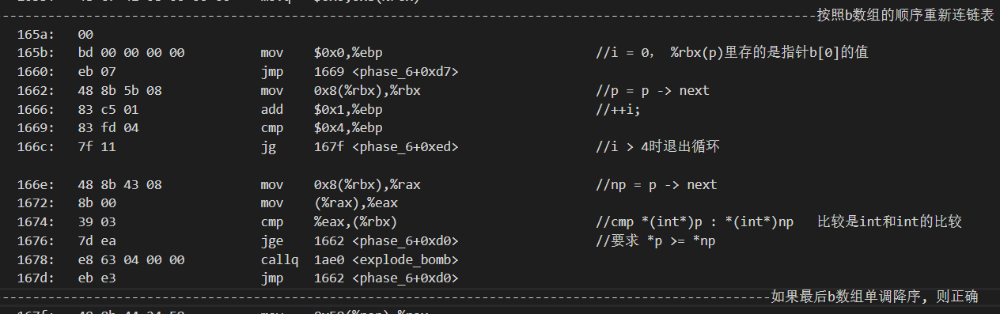 ------------------------------------------------------------按照b数组的顺序重新连链表
165a: 00
165b: bd 00 00 00 00 mov $0x0,%ebp //i = 0， %rbx(p)里存的是指针b[0]的值
1660: eb 07 jmp 1669 <phase_6+0xd7>
1662: 48 8b 5b 08 mov 0x8(%rbx),%rbx //p = p -> next
1666: 83 c5 01 add $0x1,%ebp //++i;
1669: 83 fd 04 cmp $0x4,%ebp
166c: 7f 11 jg 167f <phase_6+0xed> //i > 4时退出循环
166e: 48 8b 43 08 mov 0x8(%rbx),%rax //np = p -> next
1672: 8b 00 mov (%rax),%eax
1674: 39 03 cmp %eax,(%rbx) //cmp *(int*)p : *(int*)np 比较是int和int的比较
1676: 7d ea jge 1662 <phase_6+0xd0> //要求 *p >= *np
1678: e8 63 04 00 00 callq 1ae0 <explode_bomb>
167d: eb e3 jmp 1662 <phase_6+0xd0>
------------------------------------------------------------如果最后b数组单调降序, 则正确